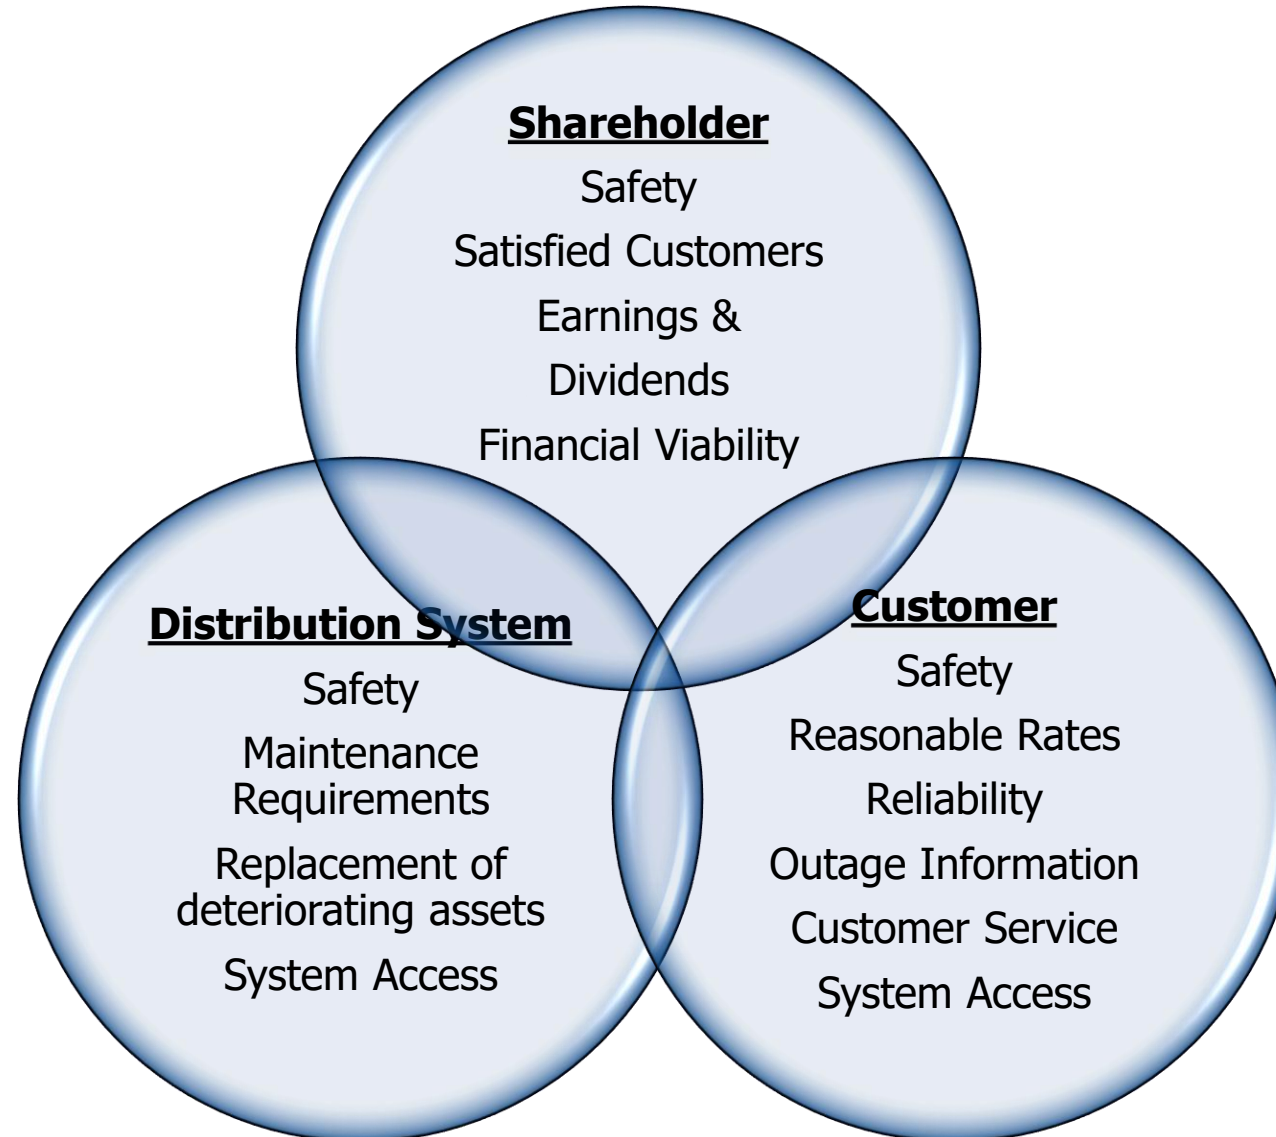 Shareholder
Safety
Satisfied Customers
Earnings &
Dividends
Financial Viability
Distribution System
Safety
Maintenance
Requirements
Replacement of
deteriorating assets
System Access
Customer
Safety
Reasonable Rates
Reliability
Outage Information
Customer Service
System Access